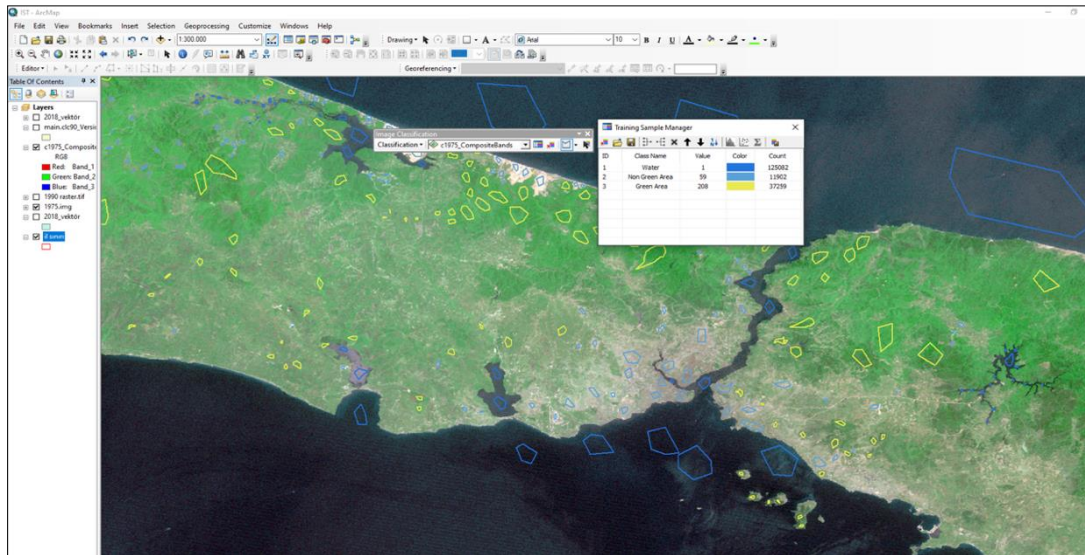 IST - ArcMap
File Edit View Bookmarks Insert Selection Geoprocessing Customize Windows Help
1:300.000 Drawing Arial 10 B I U A
Editor Georeferencing
Table Of Contents
Layers
2018_vektör
main.clc90_Versic
c1975_Composite
RGB
Red: Band_1
Green: Band_2
Blue: Band_3
1990 raster.tif
1975.img
2018_vektör
il sınırı
Image Classification
Classification c1975_CompositeBands
Training Sample Manager
ID Class Name Value Color Count
1 Water 1 125082
2 Non Green Area 59 11902
3 Green Area 208 37259